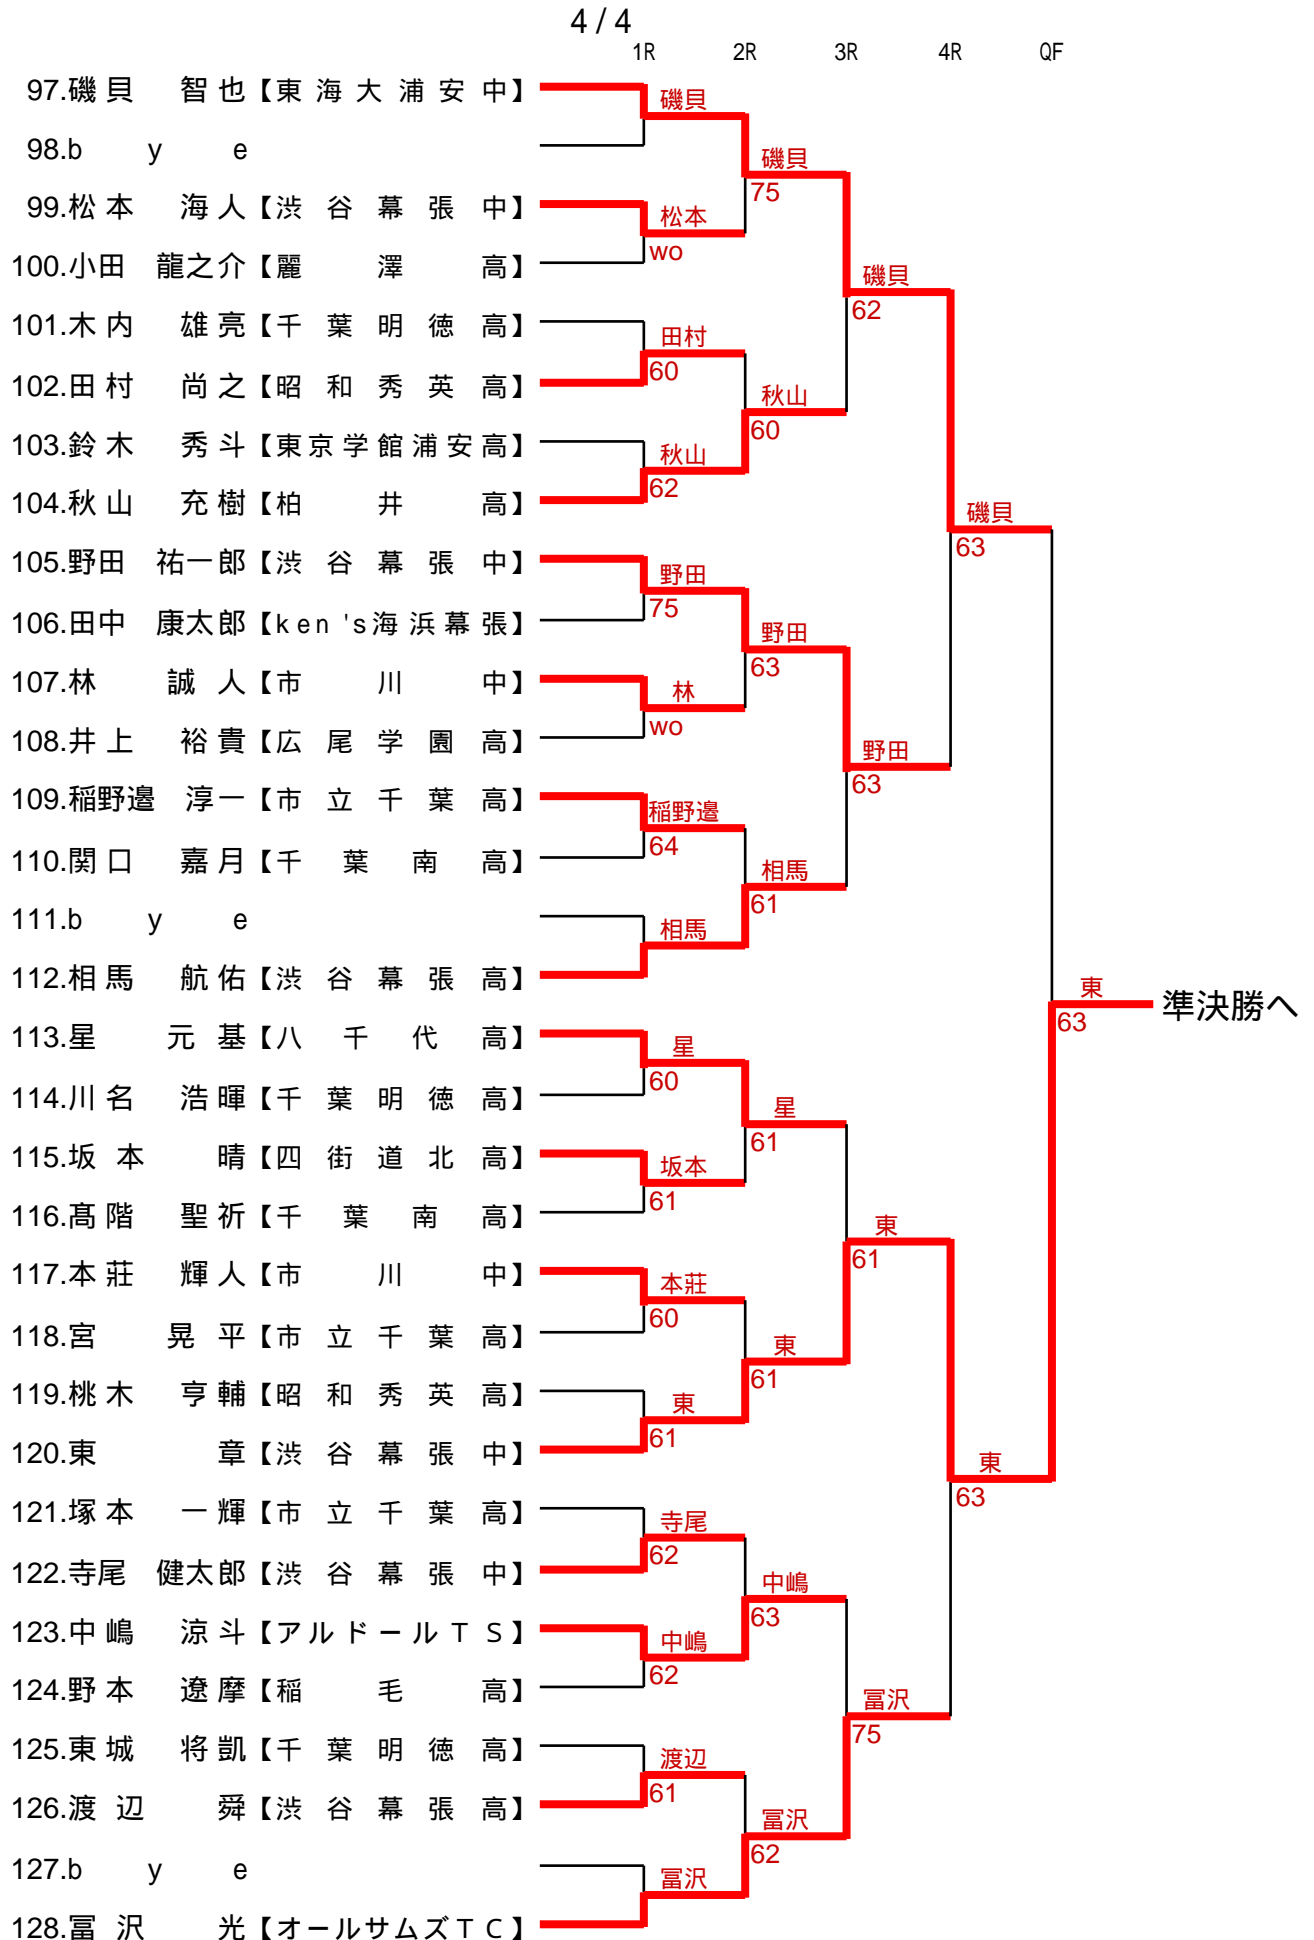 4 / 4
1R 2R 3R 4R QF
97.磯貝 智也【東海大浦安中】
磯貝
98.bye
磯貝
75
99.松本 海人【渋谷幕張中】
松本
wo
100.小田 龍之介【麗澤高】
磯貝
62
101.木内 雄亮【千葉明徳高】
田村
60
102.田村 尚之【昭和秀英高】
秋山
60
103.鈴木 秀斗【東京学館浦安高】
秋山
62
104.秋山 充樹【柏井高】
磯貝
63
105.野田 祐一郎【渋谷幕張中】
野田
75
106.田中 康太郎【ken's海浜幕張】
野田
63
107.林 誠人【市川中】
林
wo
108.井上 裕貴【広尾学園高】
野田
63
109.稲野邉 淳一【市立千葉高】
稲野邉
64
110.関口 嘉月【千葉南高】
相馬
61
111.bye
相馬
112.相馬 航佑【渋谷幕張高】
東
63
準決勝へ
113.星 元基【八千代高】
星
60
114.川名 浩暉【千葉明徳高】
星
61
115.坂本 晴【四街道北高】
坂本
61
116.髙階 聖祈【千葉南高】
東
61
117.本莊 輝人【市川中】
本莊
60
118.宮 晃平【市立千葉高】
東
61
119.桃木 亨輔【昭和秀英高】
東
61
120.東 章【渋谷幕張中】
東
63
121.塚本 一輝【市立千葉高】
寺尾
62
122.寺尾 健太郎【渋谷幕張中】
中嶋
63
123.中嶋 涼斗【アルドールTS】
中嶋
62
124.野本 遼摩【稲毛高】
冨沢
75
125.東城 将凱【千葉明徳高】
渡辺
61
126.渡辺 舜【渋谷幕張高】
冨沢
62
127.bye
冨沢
128.冨沢 光【オールサムズTC】